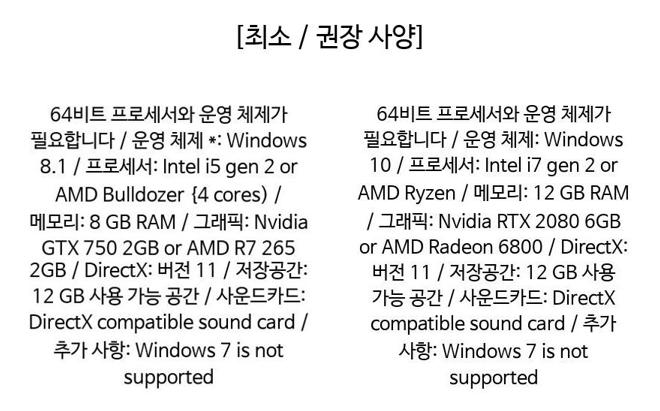 [최소 / 권장 사양]
64비트 프로세서와 운영 체제가
필요합니다 / 운영 체제 *: Windows
8.1 / 프로세서: Intel i5 gen 2 or
AMD Bulldozer {4 cores) /
메모리: 8 GB RAM / 그래픽: Nvidia
GTX 750 2GB or AMD R7 265
2GB / DirectX: 버전 11 / 저장공간:
12 GB 사용 가능 공간 / 사운드카드:
DirectX compatible sound card /
추가 사항: Windows 7 is not
supported
64비트 프로세서와 운영 체제가
필요합니다 / 운영 체제: Windows
10 / 프로세서: Intel i7 gen 2 or
AMD Ryzen / 메모리: 12 GB RAM
/ 그래픽: Nvidia RTX 2080 6GB
or AMD Radeon 6800 / DirectX:
버전 11 / 저장공간: 12 GB 사용
가능 공간 / 사운드카드: DirectX
compatible sound card / 추가
사항: Windows 7 is not
supported